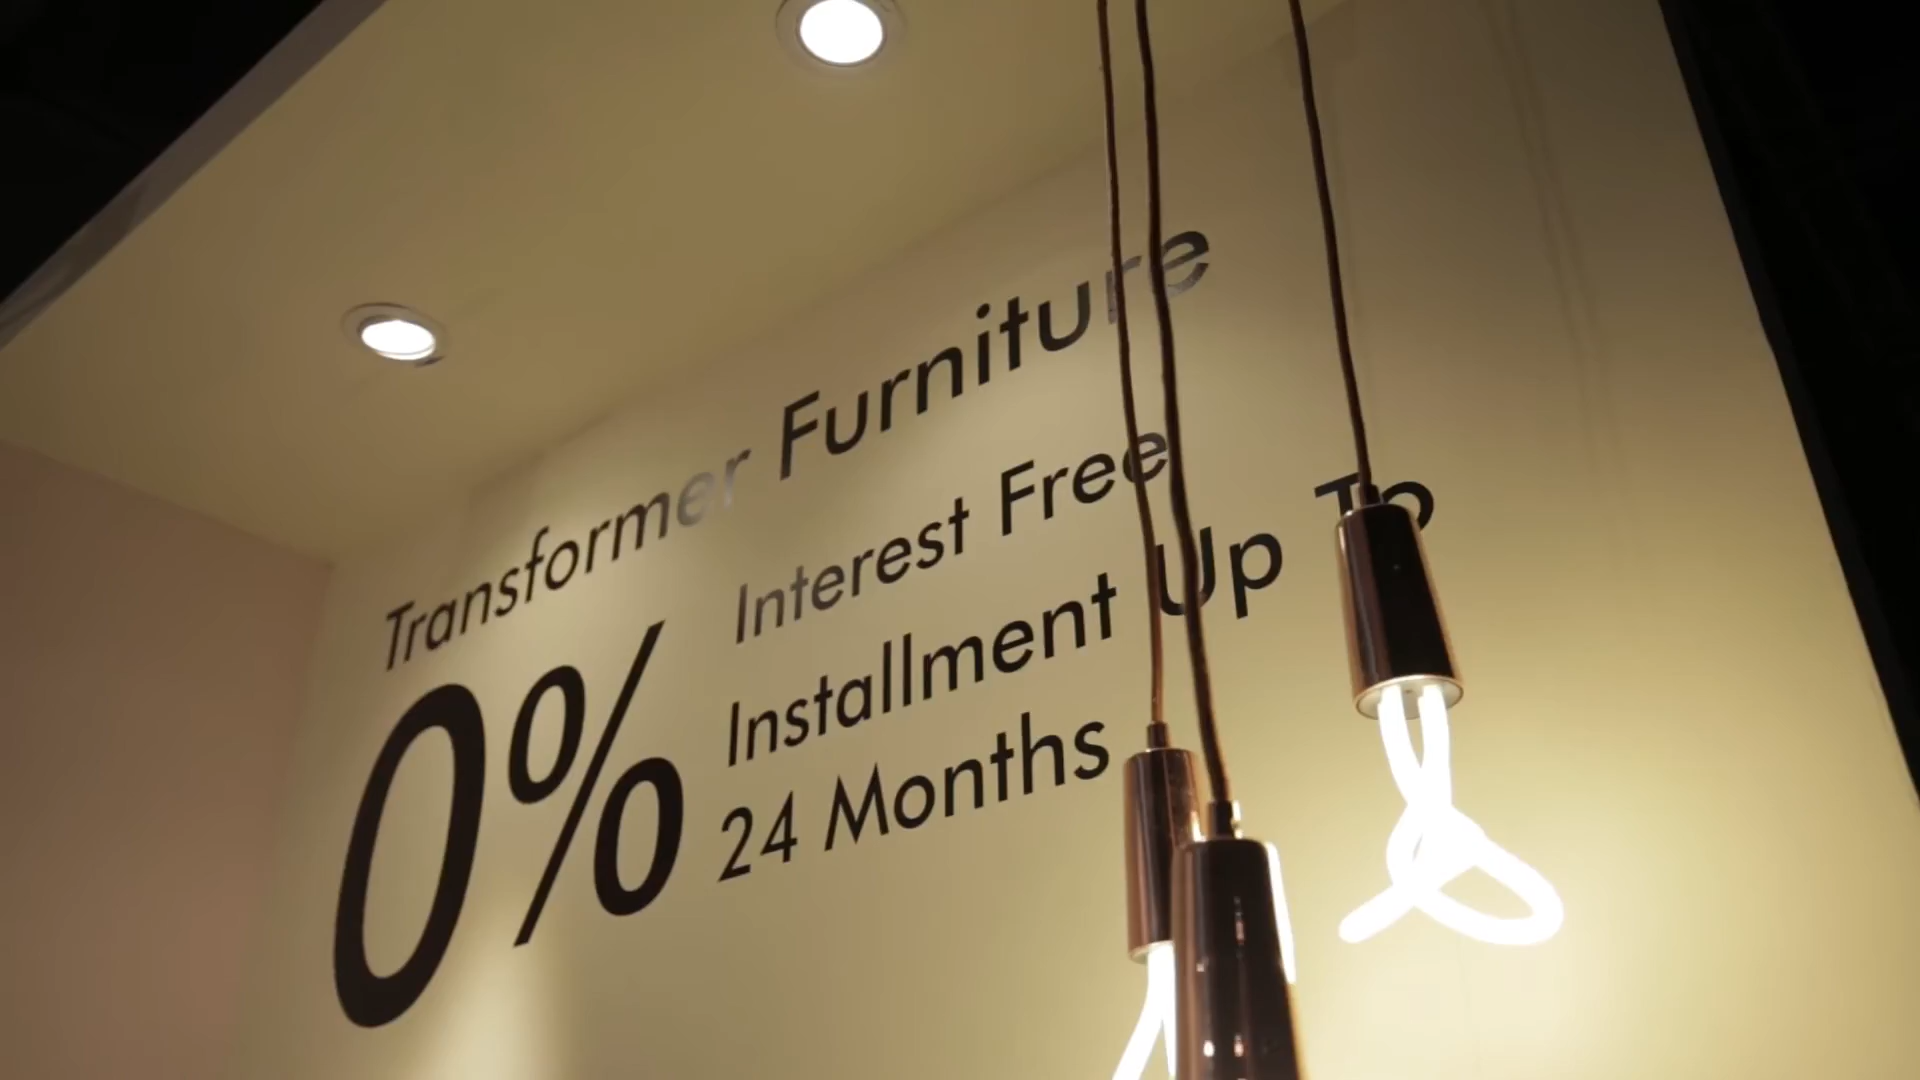 Transformer Furniture
0%
Interest Free
Installment Up To
24 Months